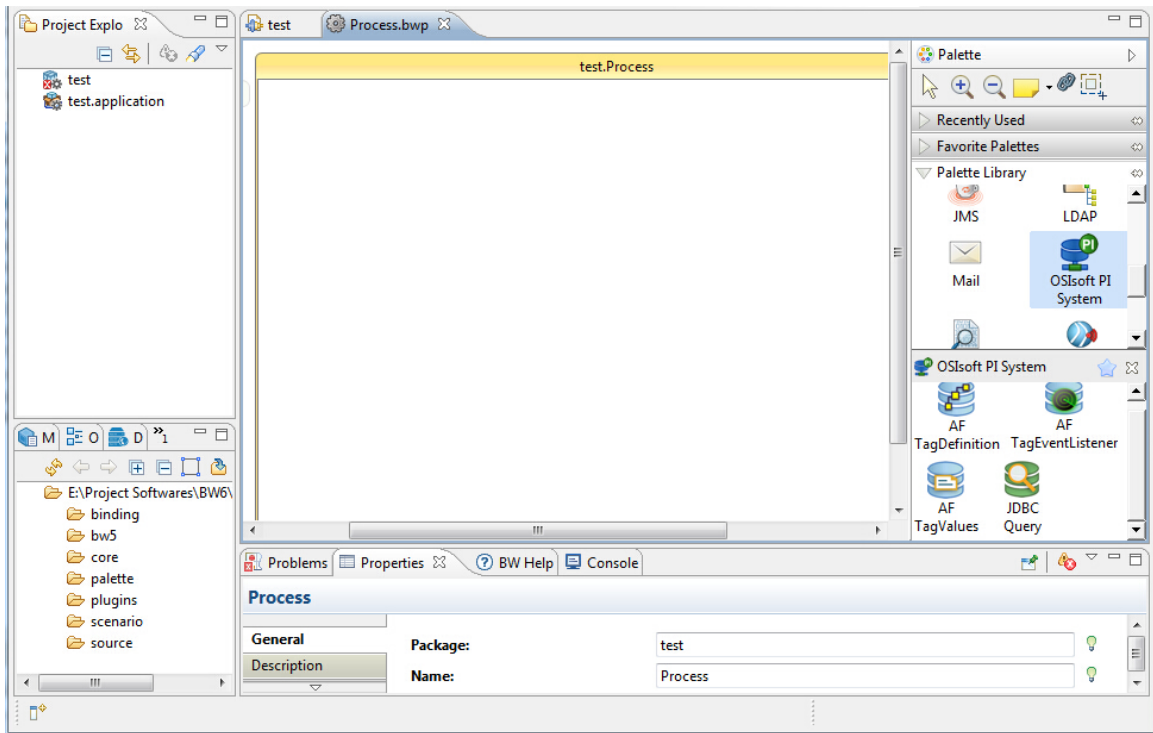 Project Explo
test
test.application
test
Process.bwp
test.Process
Palette
Recently Used
Favorite Palettes
Palette Library
JMS
LDAP
Mail
PI
OSIsoft PI
System
OSIsoft PI System
AF
TagDefinition
AF
TagEventListener
AF
TagValues
JDBC
Query
M
O
D
»1
E:\Project Softwares\BW6\
binding
bw5
core
palette
plugins
scenario
source
Problems
Properties
BW Help
Console
Process
General
Description
Package:
test
Name:
Process